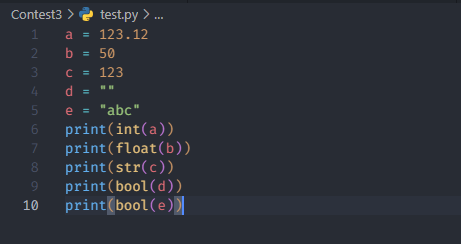 Contest3 > test.py > ...
1 a = 123.12
2 b = 50
3 c = 123
4 d = ""
5 e = "abc"
6 print(int(a))
7 print(float(b))
8 print(str(c))
9 print(bool(d))
10 print(bool(e))